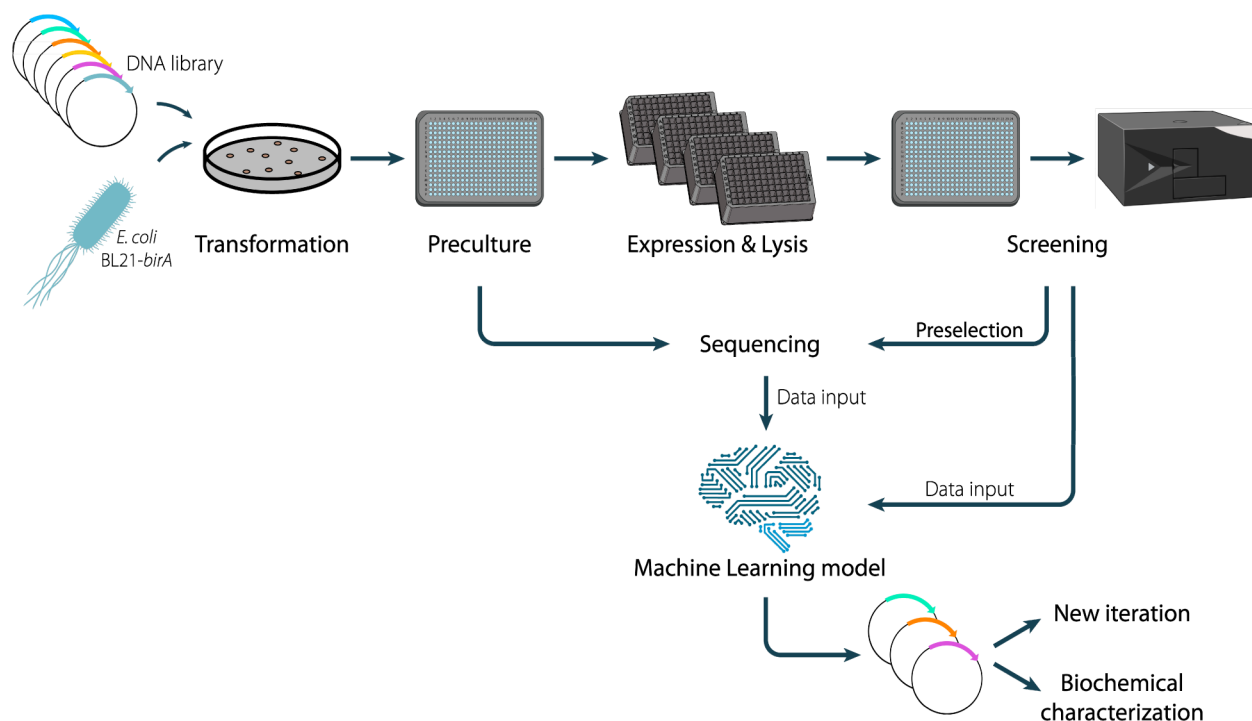 DNA library
E. coli
BL21-birA
Transformation
Preculture
Expression & Lysis
Screening
Preselection
Sequencing
Data input
Data input
Machine Learning model
New iteration
Biochemical
characterization